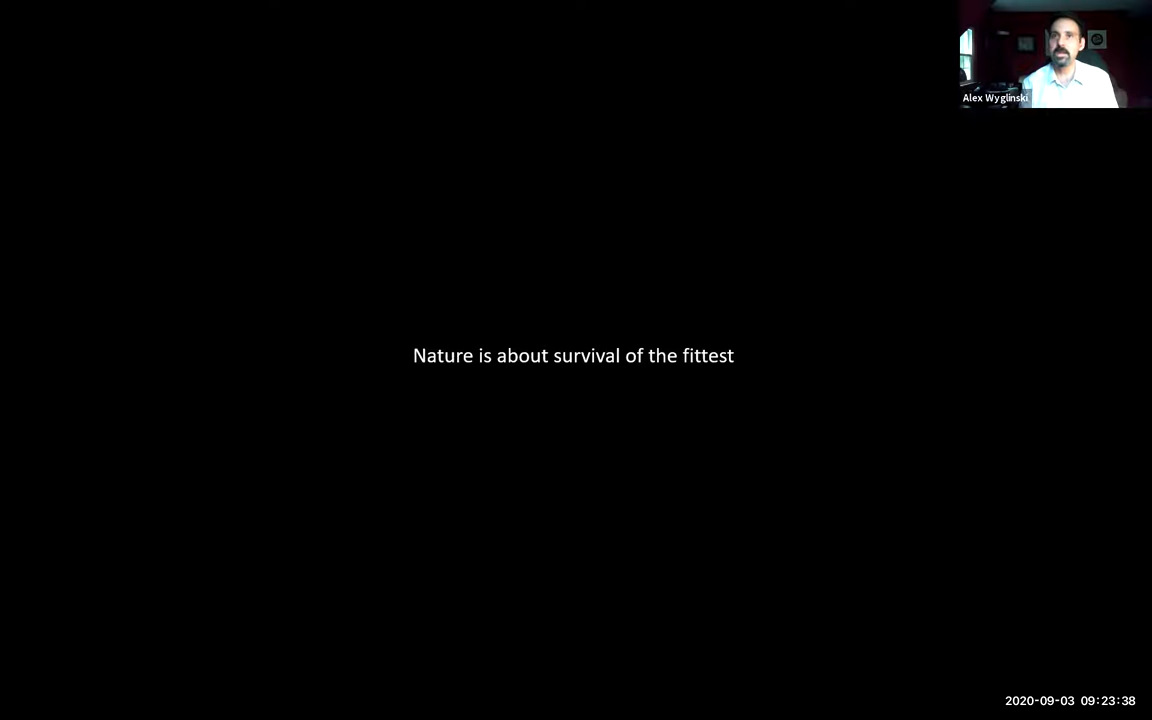 Alex Wyglinski
Nature is about survival of the fittest
2020-09-03 09:23:38